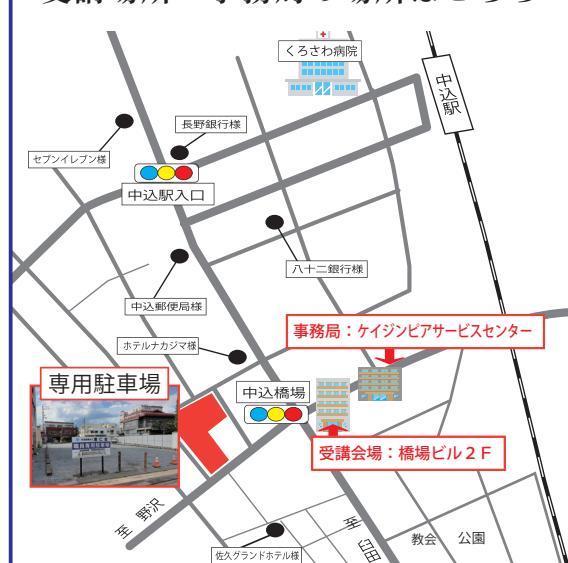 くろさわ病院
中込駅
長野銀行様
セブンイレブン様
中込駅入口
八十二銀行様
中込郵便局様
事務局：ケイジンピアサービスセンター
ホテルナカジマ様
専用駐車場
中込橋場
受講会場：橋場ビル２Ｆ
至 野沢
至 臼田
教会
公園
佐久グランドホテル様